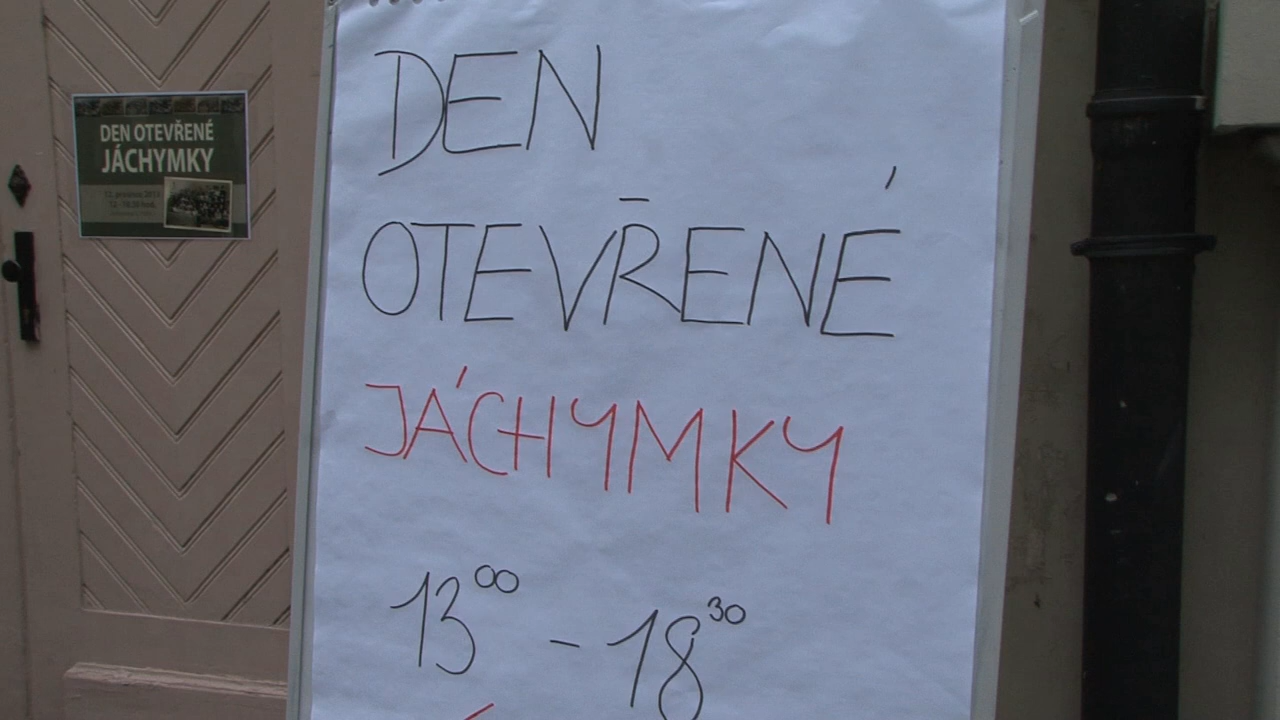 DEN OTEVŘENÉ
JÁCHYMKY
DEN
OTEVŘENÉ
JÁCHYMKY
13⁰⁰ - 18³⁰